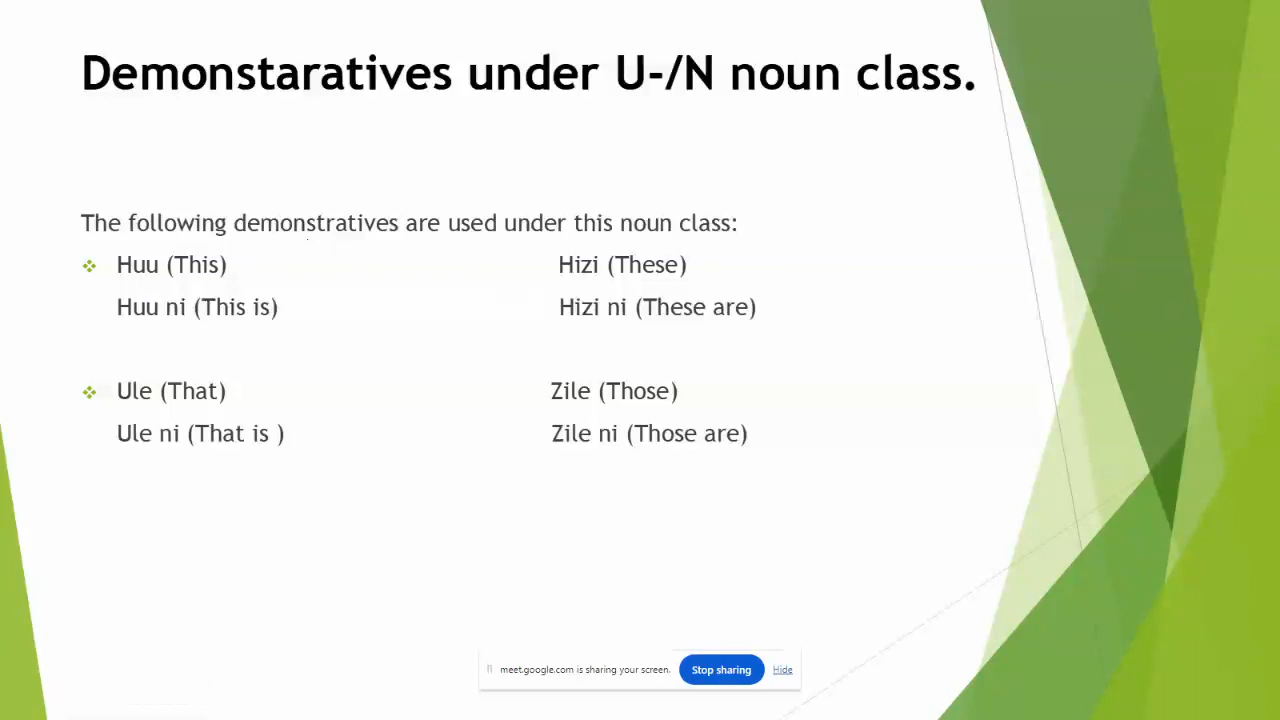 Demonstaratives under U-/N noun class.
The following demonstratives are used under this noun class:
❖ Huu (This) Hizi (These)
Huu ni (This is) Hizi ni (These are)
❖ Ule (That) Zile (Those)
Ule ni (That is ) Zile ni (Those are)
meet.google.com is sharing your screen. Stop sharing Hide